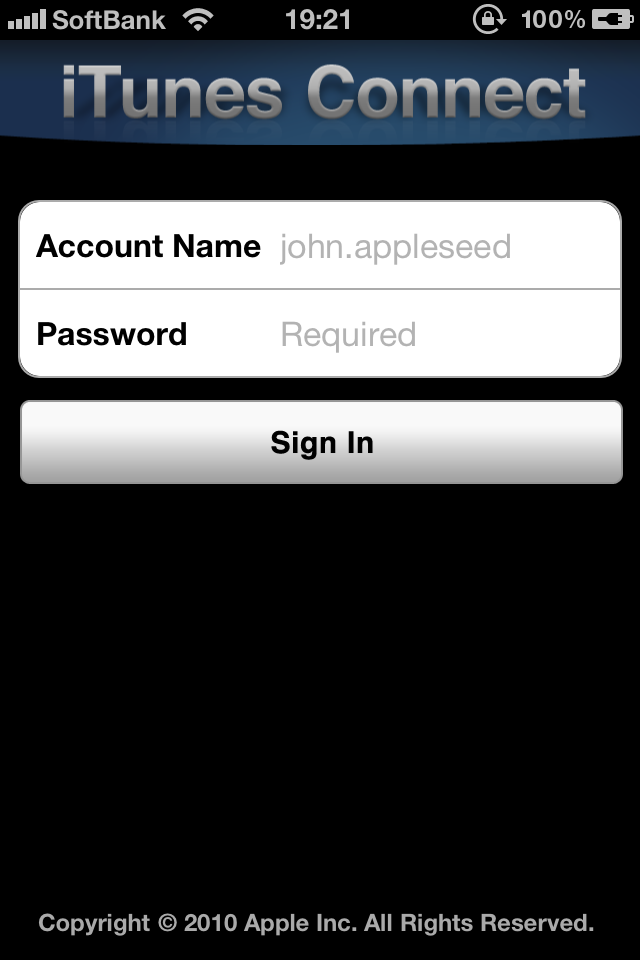 SoftBank 19:21 100%
iTunes Connect
Account Name john.appleseed
Password Required
Sign In
Copyright © 2010 Apple Inc. All Rights Reserved.